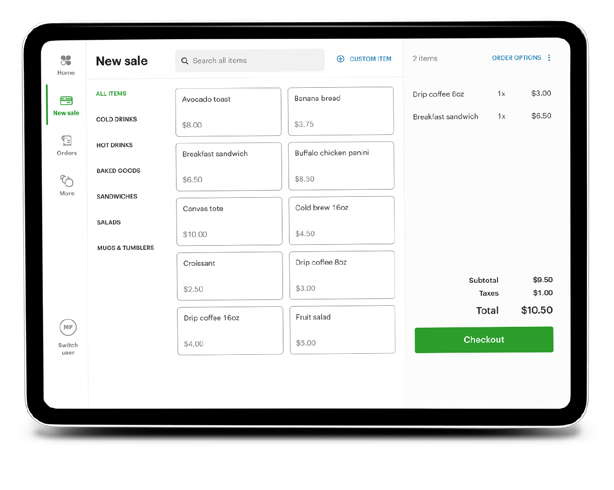 Home
New sale
Orders
More
MP
Switch
user
New sale
Search all items
CUSTOM ITEM
ALL ITEMS
COLD DRINKS
HOT DRINKS
BAKED GOODS
SANDWICHES
SALADS
MUGS & TUMBLERS
Avocado toast
$8.00
Banana bread
$3.75
Breakfast sandwich
$6.50
Buffalo chicken panini
$8.50
Canvas tote
$10.00
Cold brew 16oz
$4.50
Croissant
$2.50
Drip coffee 8oz
$3.00
Drip coffee 16oz
$4.00
Fruit salad
$5.00
2 items
ORDER OPTIONS
Drip coffee 8oz 1x $3.00
Breakfast sandwich 1x $6.50
Subtotal $9.50
Taxes $1.00
Total $10.50
Checkout